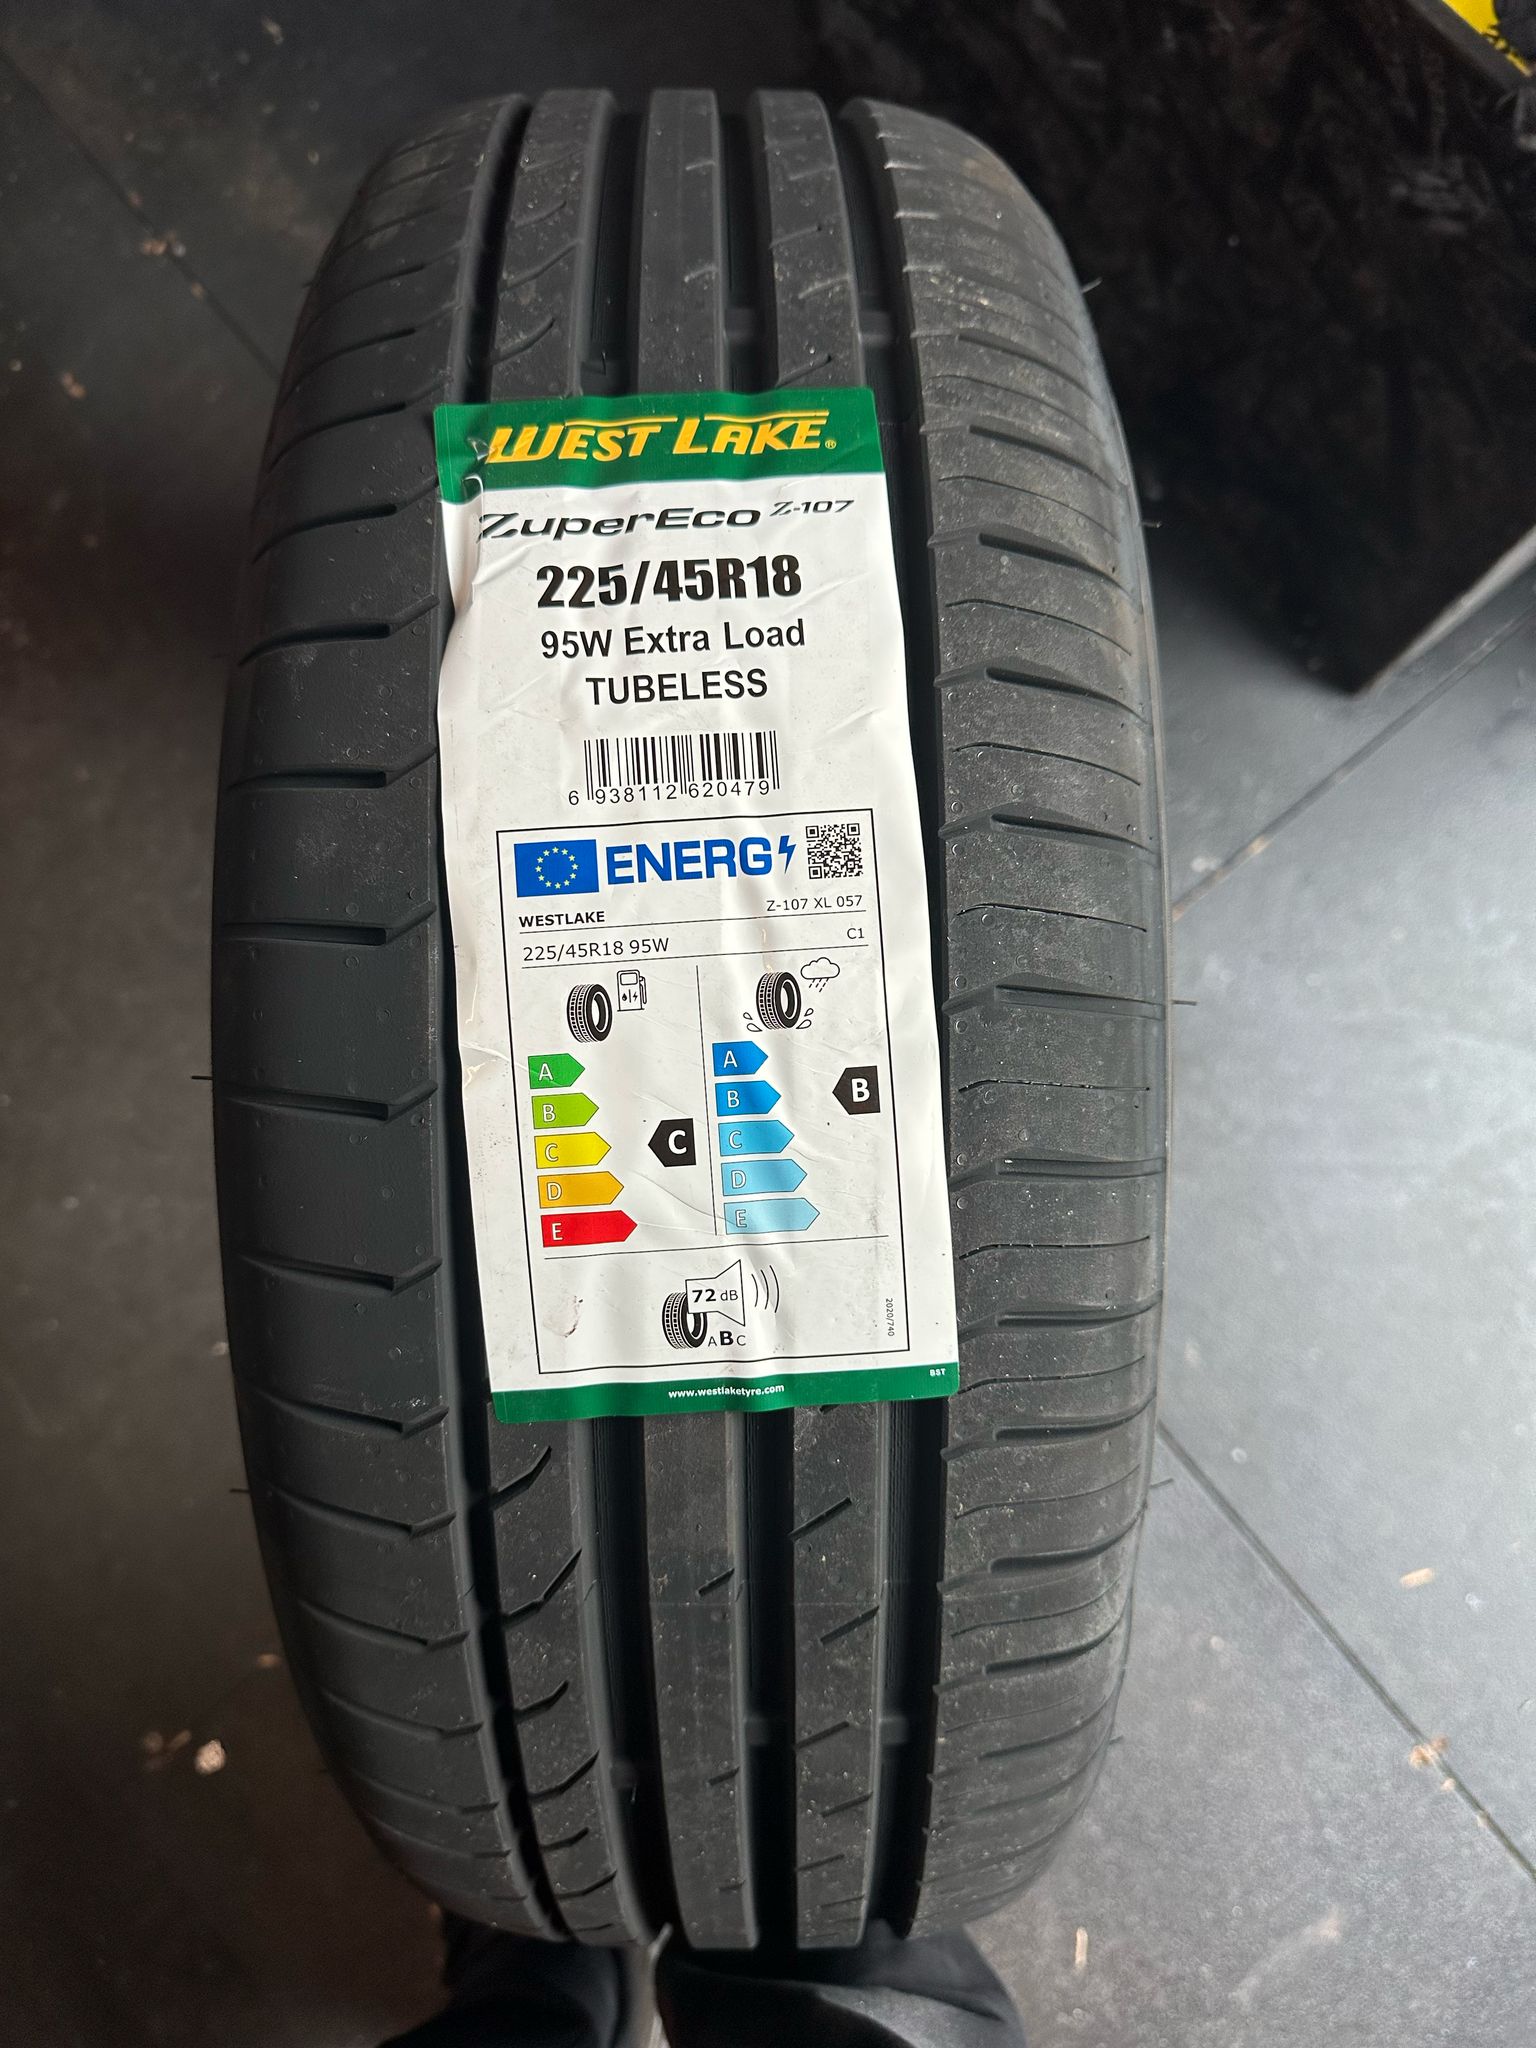 WEST LAKE®
ZuperEco Z-107
225/45R18
95W Extra Load
TUBELESS
6 938112 620479
ENERG
WESTLAKE Z-107 XL 057
225/45R18 95W C1
A
B
C
D
E
C
A
B
C
D
E
B
72 dB
A B C
2020/740
BST
www.westlaketyre.com